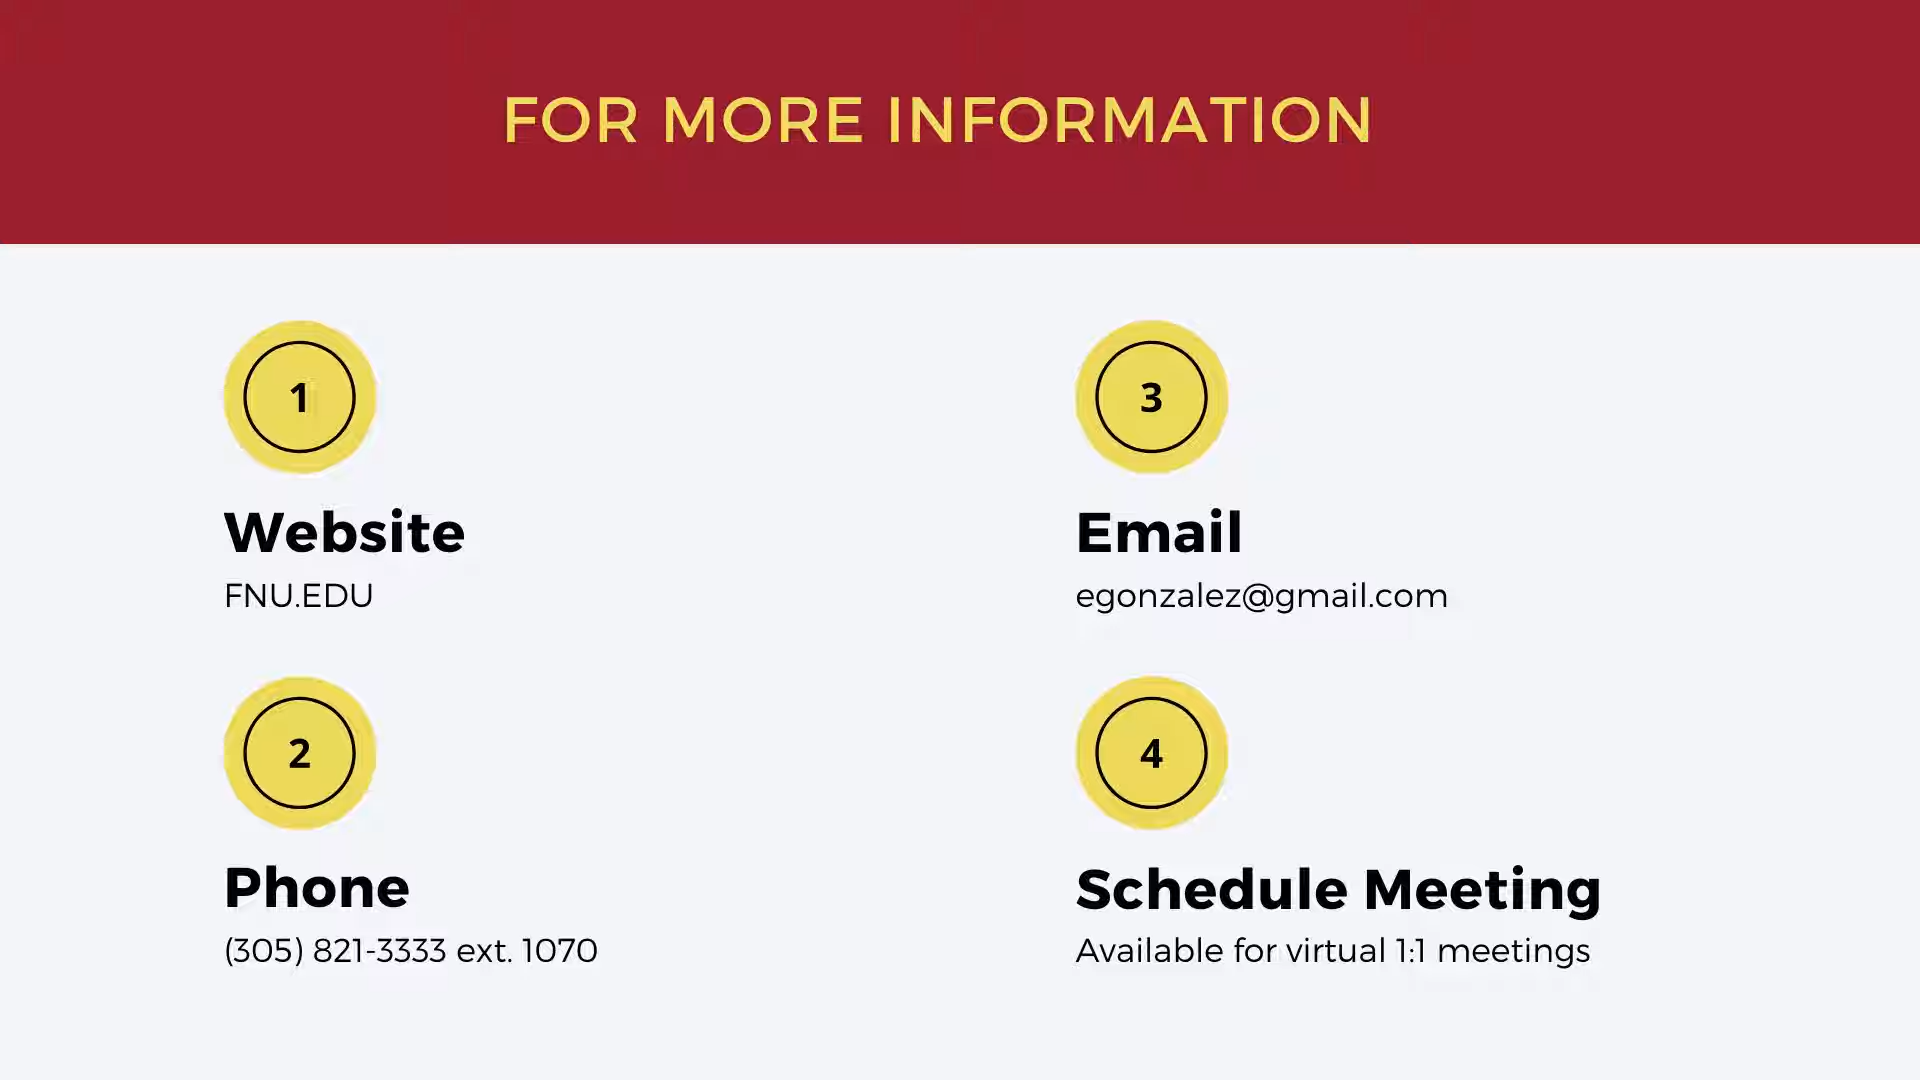 FOR MORE INFORMATION
1
Website
FNU.EDU
2
Phone
(305) 821-3333 ext. 1070
3
Email
egonzalez@gmail.com
4
Schedule Meeting
Available for virtual 1:1 meetings